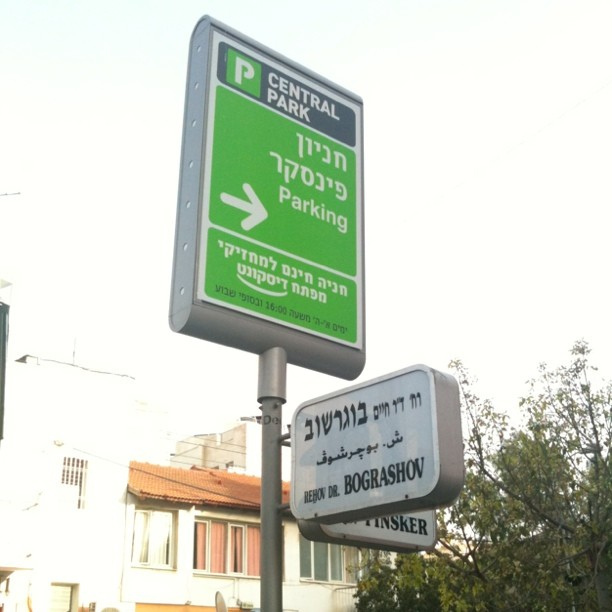 P CENTRAL
PARK
חניון
פינסקר
Parking
חניה חינם למחזיקי
מפתח דיסקונט
ימים א'-ה' משעה 16:00 ובסופי שבוע
רח' ד"ר חיים בוגרשוב
ش. بوچرشوڤ
REHOV DR. BOGRASHOV
PINSKER